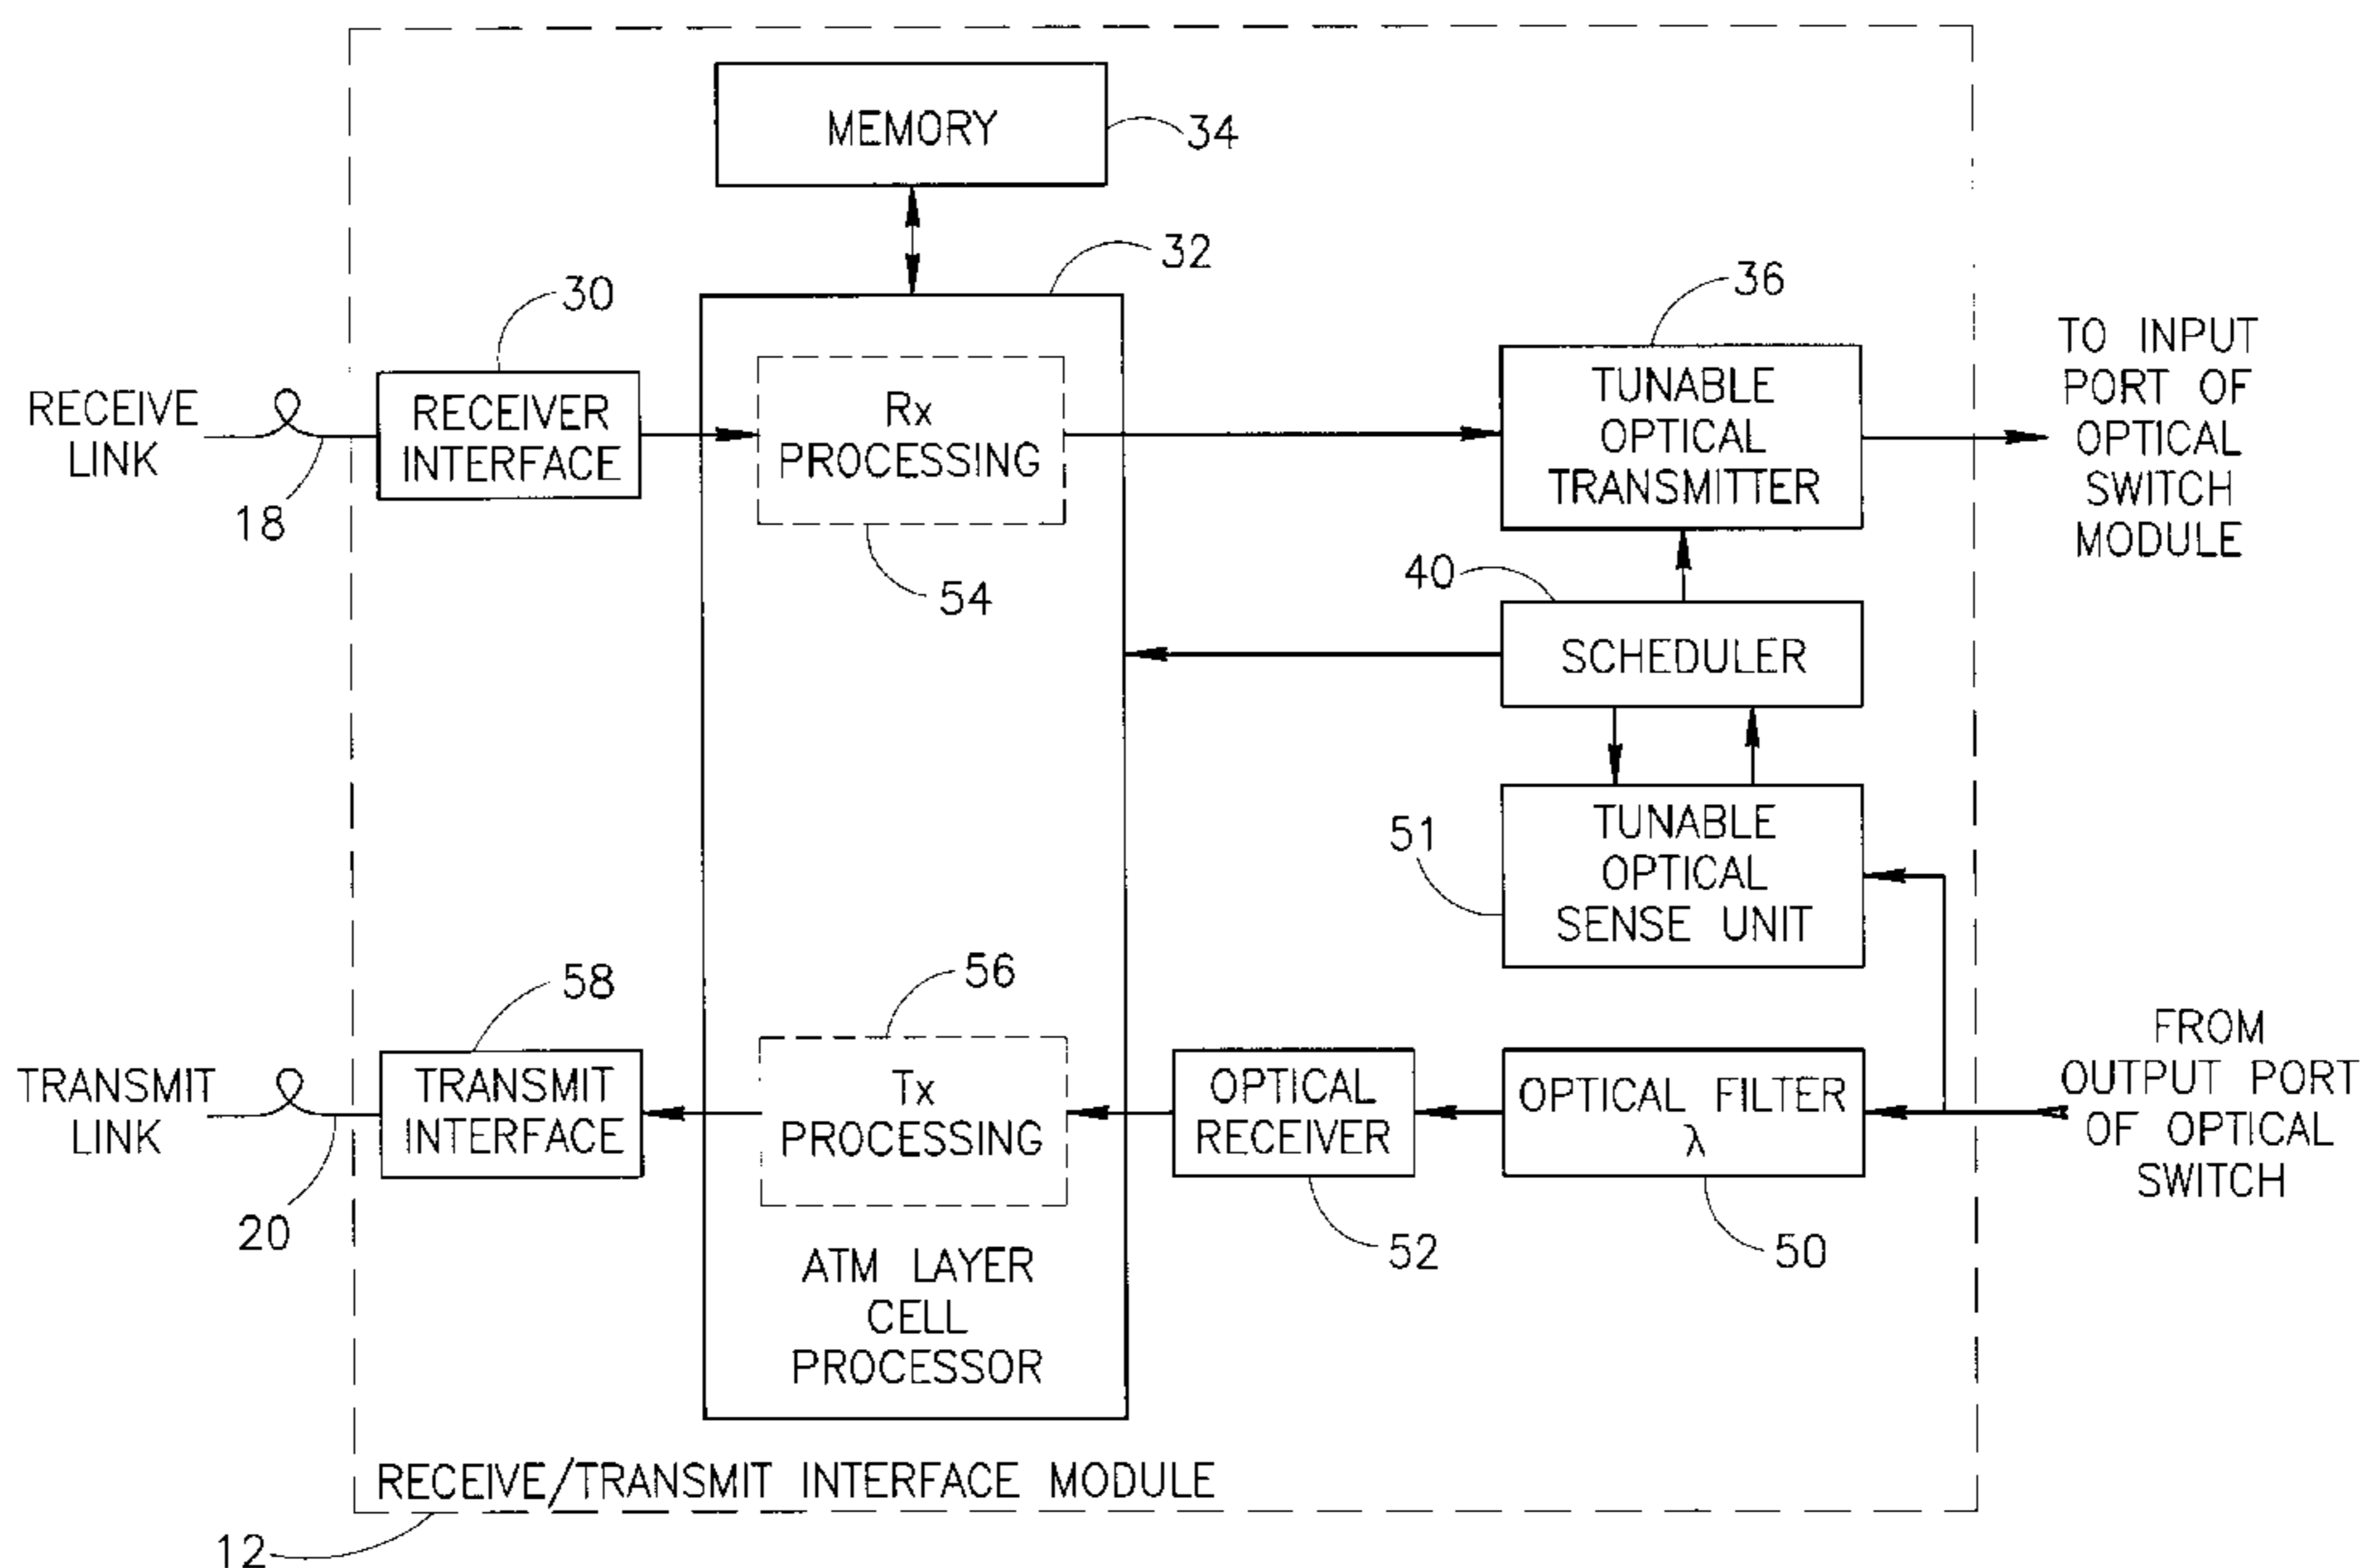 MEMORY
34
32
30
36
RECEIVE
LINK
18
RECEIVER
INTERFACE
Rx
PROCESSING
54
TUNABLE
OPTICAL
TRANSMITTER
TO INPUT
PORT OF
OPTICAL
SWITCH
MODULE
40
SCHEDULER
51
TUNABLE
OPTICAL
SENSE UNIT
58
56
TRANSMIT
LINK
20
TRANSMIT
INTERFACE
Tx
PROCESSING
OPTICAL
RECEIVER
52
OPTICAL FILTER
λ
50
FROM
OUTPUT PORT
OF OPTICAL
SWITCH
ATM LAYER
CELL
PROCESSOR
RECEIVE/TRANSMIT INTERFACE MODULE
12